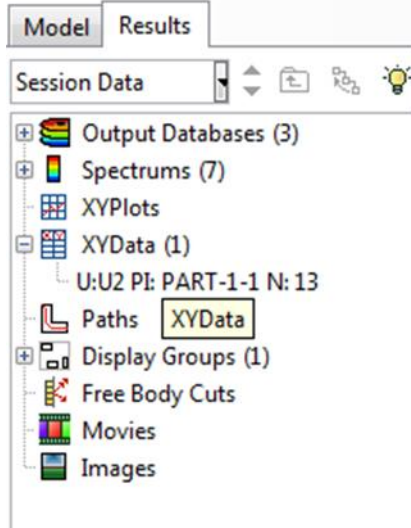 Model Results
Session Data
Output Databases (3)
Spectrums (7)
XYPlots
XYData (1)
U:U2 PI: PART-1-1 N: 13
Paths XYData
Display Groups (1)
Free Body Cuts
Movies
Images